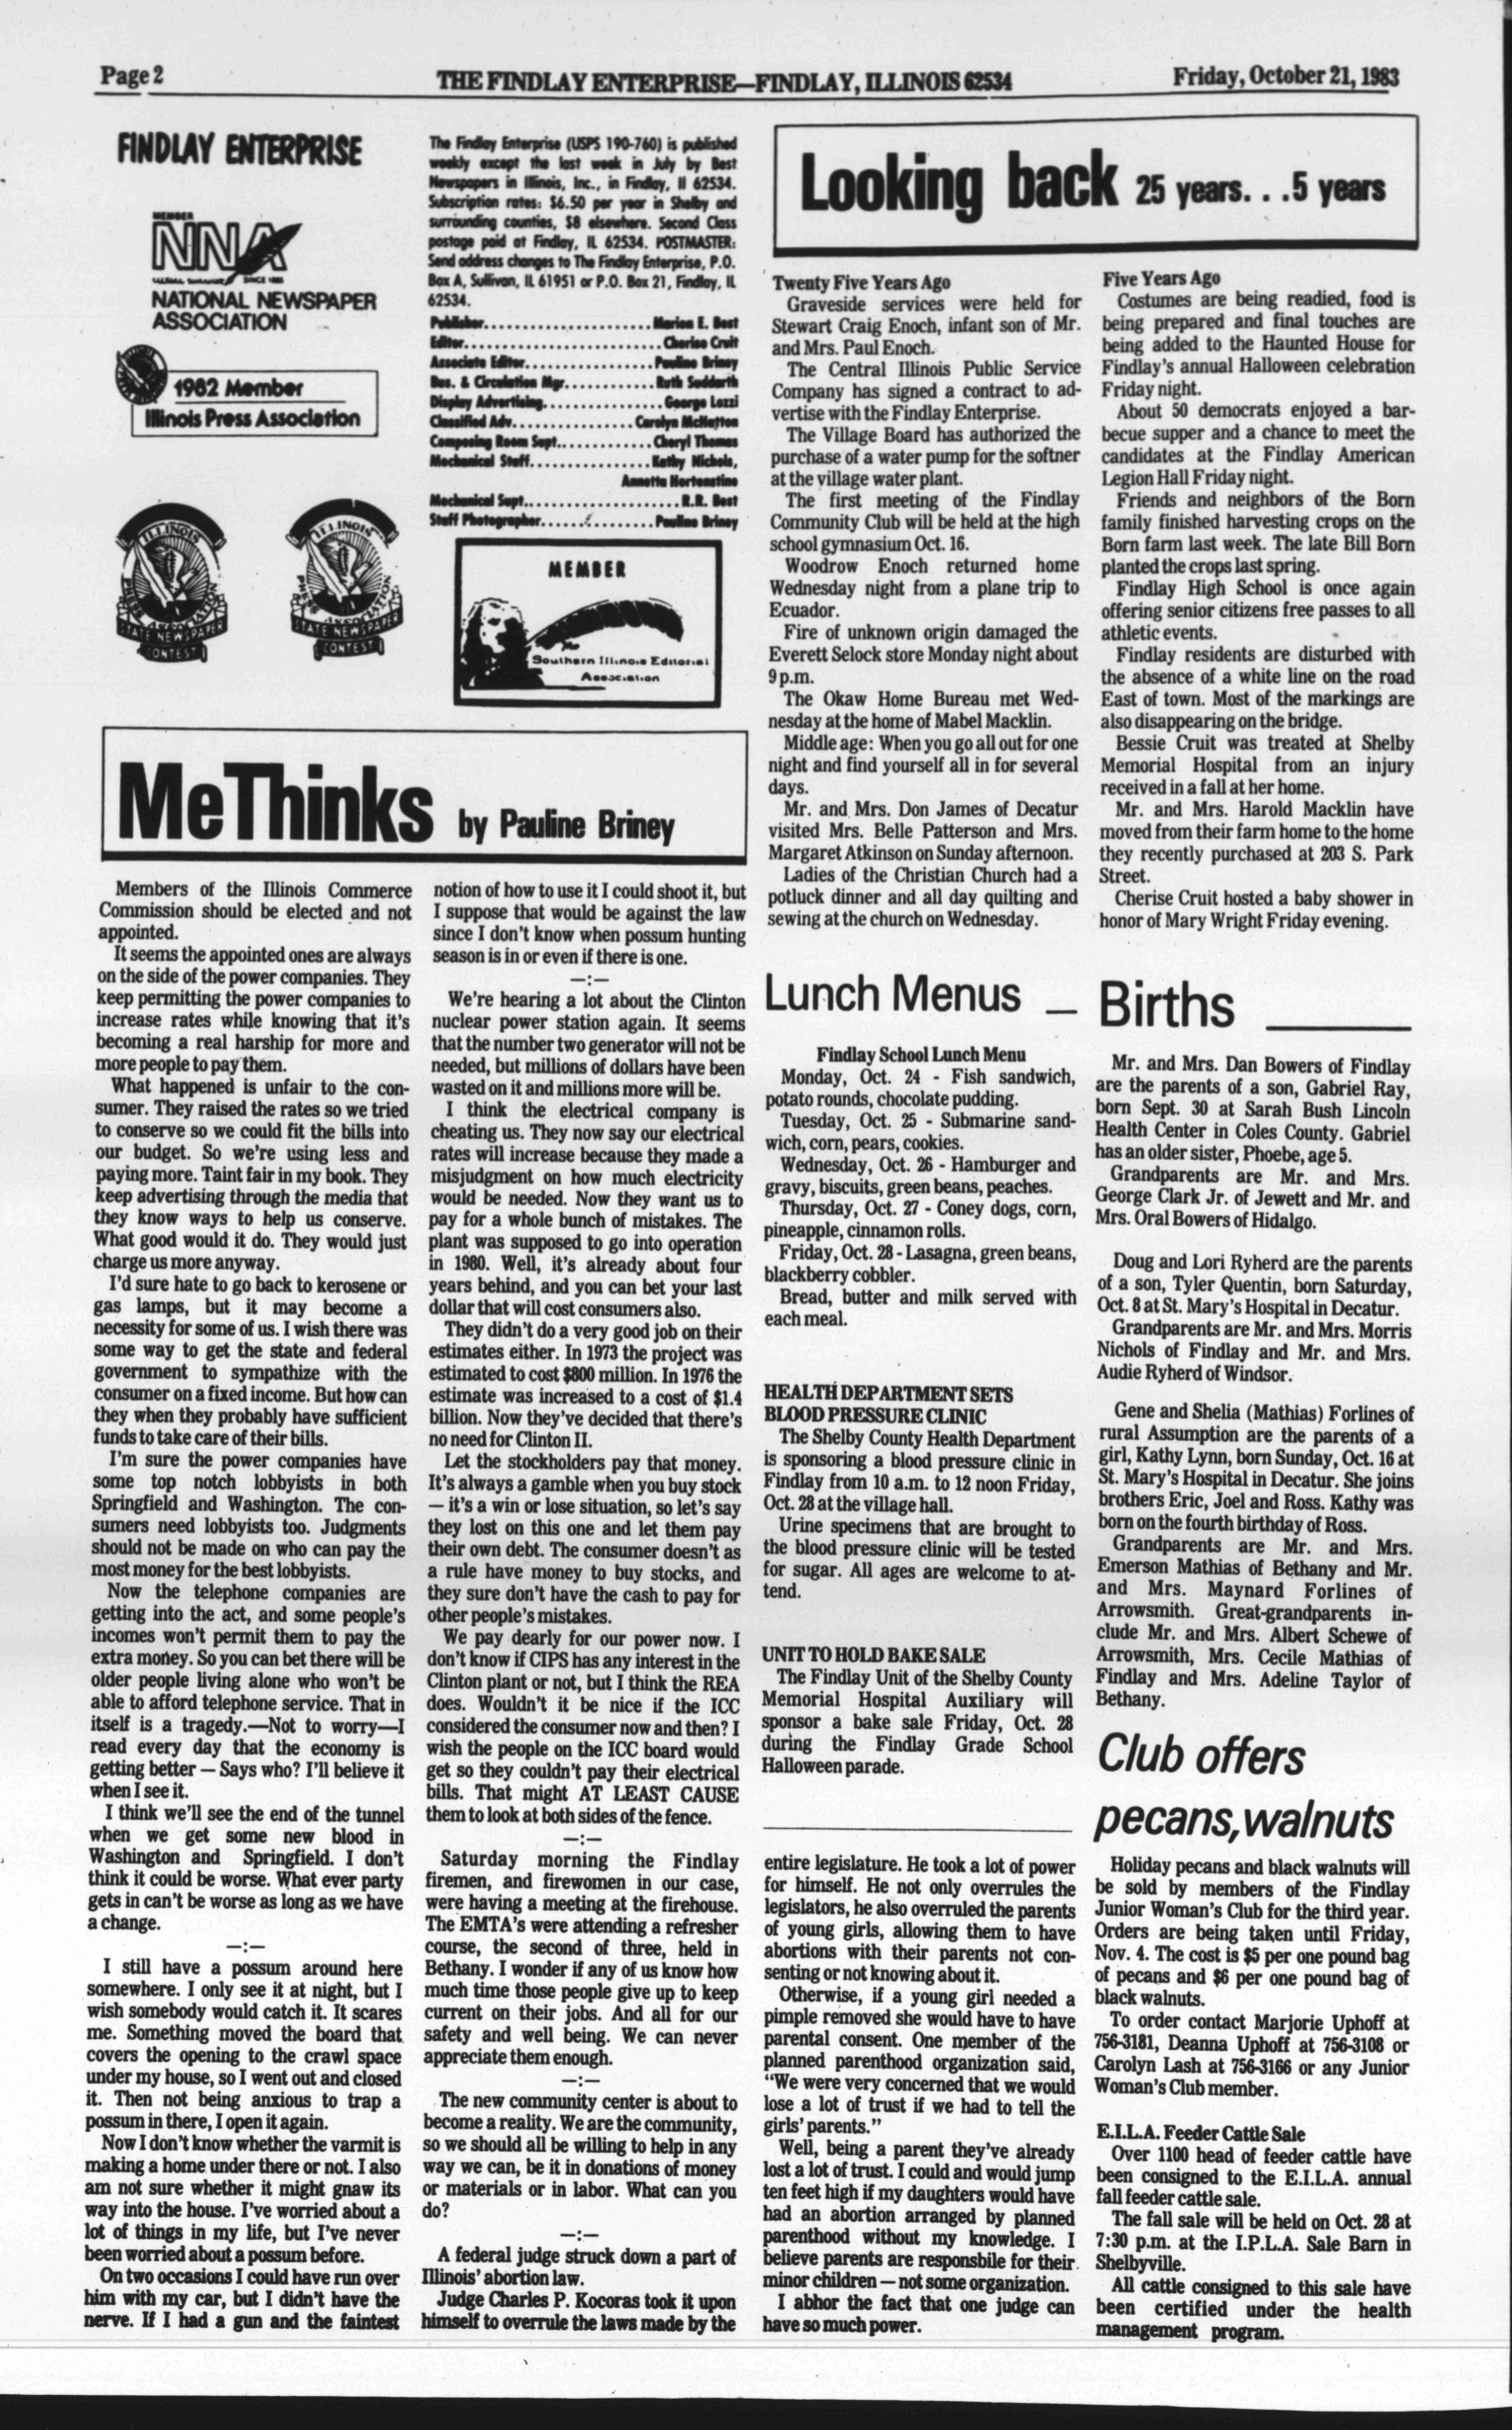 Page 2
THE FINDLAY ENTERPRISE—FINDLAY, ILLINOIS 62534
Friday, October 21, 1983
FINDLAY ENTERPRISE
MEMBER
NNA
SINCE 1885
NATIONAL NEWSPAPER
ASSOCIATION
1982 Member
Illinois Press Association
ILLINOIS
PRESS ASSOCIATION
STATE NEWSPAPER
CONTEST
ILLINOIS
PRESS ASSOCIATION
STATE NEWSPAPER
CONTEST
The Findlay Enterprise (USPS 190-760) is published
weekly except the last week in July by Best
Newspapers in Illinois, Inc., in Findlay, Il 62534.
Subscription rates: $6.50 per year in Shelby and
surrounding counties, $8 elsewhere. Second Class
postage paid at Findlay, IL 62534. POSTMASTER:
Send address changes to The Findlay Enterprise, P.O.
Box A, Sullivan, IL 61951 or P.O. Box 21, Findlay, IL
62534.
Publisher.......................Marion E. Best
Editor...........................Cherise Cruit
Associate Editor..................Pauline Briney
Bus. & Circulation Mgr............Ruth Suddarth
Display Advertising................George Lozzi
Classified Adv................Carolyn McNutton
Composing Room Supt.............Cheryl Thomas
Mechanical Staff................Kathy Nichols,
Annetta Hortenstine
Mechanical Supt......................R.R. Best
Staff Photographer................Pauline Briney
MEMBER
Southern Illinois Editorial
Association
MeThinks by Pauline Briney
Members of the Illinois Commerce
Commission should be elected and not
appointed.
It seems the appointed ones are always
on the side of the power companies. They
keep permitting the power companies to
increase rates while knowing that it's
becoming a real harship for more and
more people to pay them.
What happened is unfair to the con-
sumer. They raised the rates so we tried
to conserve so we could fit the bills into
our budget. So we're using less and
paying more. Taint fair in my book. They
keep advertising through the media that
they know ways to help us conserve.
What good would it do. They would just
charge us more anyway.
I'd sure hate to go back to kerosene or
gas lamps, but it may become a
necessity for some of us. I wish there was
some way to get the state and federal
government to sympathize with the
consumer on a fixed income. But how can
they when they probably have sufficient
funds to take care of their bills.
I'm sure the power companies have
some top notch lobbyists in both
Springfield and Washington. The con-
sumers need lobbyists too. Judgments
should not be made on who can pay the
most money for the best lobbyists.
Now the telephone companies are
getting into the act, and some people's
incomes won't permit them to pay the
extra money. So you can bet there will be
older people living alone who won't be
able to afford telephone service. That in
itself is a tragedy.—Not to worry—I
read every day that the economy is
getting better — Says who? I'll believe it
when I see it.
I think we'll see the end of the tunnel
when we get some new blood in
Washington and Springfield. I don't
think it could be worse. What ever party
gets in can't be worse as long as we have
a change.
—:—
I still have a possum around here
somewhere. I only see it at night, but I
wish somebody would catch it. It scares
me. Something moved the board that
covers the opening to the crawl space
under my house, so I went out and closed
it. Then not being anxious to trap a
possum in there, I open it again.
Now I don't know whether the varmit is
making a home under there or not. I also
am not sure whether it might gnaw its
way into the house. I've worried about a
lot of things in my life, but I've never
been worried about a possum before.
On two occasions I could have run over
him with my car, but I didn't have the
nerve. If I had a gun and the faintest
notion of how to use it I could shoot it, but
I suppose that would be against the law
since I don't know when possum hunting
season is in or even if there is one.
—:—
We're hearing a lot about the Clinton
nuclear power station again. It seems
that the number two generator will not be
needed, but millions of dollars have been
wasted on it and millions more will be.
I think the electrical company is
cheating us. They now say our electrical
rates will increase because they made a
misjudgment on how much electricity
would be needed. Now they want us to
pay for a whole bunch of mistakes. The
plant was supposed to go into operation
in 1980. Well, it's already about four
years behind, and you can bet your last
dollar that will cost consumers also.
They didn't do a very good job on their
estimates either. In 1973 the project was
estimated to cost $800 million. In 1976 the
estimate was increased to a cost of $1.4
billion. Now they've decided that there's
no need for Clinton II.
Let the stockholders pay that money.
It's always a gamble when you buy stock
— it's a win or lose situation, so let's say
they lost on this one and let them pay
their own debt. The consumer doesn't as
a rule have money to buy stocks, and
they sure don't have the cash to pay for
other people's mistakes.
We pay dearly for our power now. I
don't know if CIPS has any interest in the
Clinton plant or not, but I think the REA
does. Wouldn't it be nice if the ICC
considered the consumer now and then? I
wish the people on the ICC board would
get so they couldn't pay their electrical
bills. That might AT LEAST CAUSE
them to look at both sides of the fence.
—:—
Saturday morning the Findlay
firemen, and firewomen in our case,
were having a meeting at the firehouse.
The EMTA's were attending a refresher
course, the second of three, held in
Bethany. I wonder if any of us know how
much time those people give up to keep
current on their jobs. And all for our
safety and well being. We can never
appreciate them enough.
—:—
The new community center is about to
become a reality. We are the community,
so we should all be willing to help in any
way we can, be it in donations of money
or materials or in labor. What can you
do?
—:—
A federal judge struck down a part of
Illinois' abortion law.
Judge Charles P. Kocoras took it upon
himself to overrule the laws made by the
entire legislature. He took a lot of power
for himself. He not only overrules the
legislators, he also overruled the parents
of young girls, allowing them to have
abortions with their parents not con-
senting or not knowing about it.
Otherwise, if a young girl needed a
pimple removed she would have to have
parental consent. One member of the
planned parenthood organization said,
"We were very concerned that we would
lose a lot of trust if we had to tell the
girls' parents."
Well, being a parent they've already
lost a lot of trust. I could and would jump
ten feet high if my daughters would have
had an abortion arranged by planned
parenthood without my knowledge. I
believe parents are responsbile for their
minor children — not some organization.
I abhor the fact that one judge can
have so much power.
Looking back 25 years. . .5 years
Twenty Five Years Ago
Graveside services were held for
Stewart Craig Enoch, infant son of Mr.
and Mrs. Paul Enoch.
The Central Illinois Public Service
Company has signed a contract to ad-
vertise with the Findlay Enterprise.
The Village Board has authorized the
purchase of a water pump for the softner
at the village water plant.
The first meeting of the Findlay
Community Club will be held at the high
school gymnasium Oct. 16.
Woodrow Enoch returned home
Wednesday night from a plane trip to
Ecuador.
Fire of unknown origin damaged the
Everett Selock store Monday night about
9 p.m.
The Okaw Home Bureau met Wed-
nesday at the home of Mabel Macklin.
Middle age: When you go all out for one
night and find yourself all in for several
days.
Mr. and Mrs. Don James of Decatur
visited Mrs. Belle Patterson and Mrs.
Margaret Atkinson on Sunday afternoon.
Ladies of the Christian Church had a
potluck dinner and all day quilting and
sewing at the church on Wednesday.
Five Years Ago
Costumes are being readied, food is
being prepared and final touches are
being added to the Haunted House for
Findlay's annual Halloween celebration
Friday night.
About 50 democrats enjoyed a bar-
becue supper and a chance to meet the
candidates at the Findlay American
Legion Hall Friday night.
Friends and neighbors of the Born
family finished harvesting crops on the
Born farm last week. The late Bill Born
planted the crops last spring.
Findlay High School is once again
offering senior citizens free passes to all
athletic events.
Findlay residents are disturbed with
the absence of a white line on the road
East of town. Most of the markings are
also disappearing on the bridge.
Bessie Cruit was treated at Shelby
Memorial Hospital from an injury
received in a fall at her home.
Mr. and Mrs. Harold Macklin have
moved from their farm home to the home
they recently purchased at 203 S. Park
Street.
Cherise Cruit hosted a baby shower in
honor of Mary Wright Friday evening.
Lunch Menus
Findlay School Lunch Menu
Monday, Oct. 24 - Fish sandwich,
potato rounds, chocolate pudding.
Tuesday, Oct. 25 - Submarine sand-
wich, corn, pears, cookies.
Wednesday, Oct. 26 - Hamburger and
gravy, biscuits, green beans, peaches.
Thursday, Oct. 27 - Coney dogs, corn,
pineapple, cinnamon rolls.
Friday, Oct. 28 - Lasagna, green beans,
blackberry cobbler.
Bread, butter and milk served with
each meal.
HEALTH DEPARTMENT SETS
BLOOD PRESSURE CLINIC
The Shelby County Health Department
is sponsoring a blood pressure clinic in
Findlay from 10 a.m. to 12 noon Friday,
Oct. 28 at the village hall.
Urine specimens that are brought to
the blood pressure clinic will be tested
for sugar. All ages are welcome to at-
tend.
UNIT TO HOLD BAKE SALE
The Findlay Unit of the Shelby County
Memorial Hospital Auxiliary will
sponsor a bake sale Friday, Oct. 28
during the Findlay Grade School
Halloween parade.
Births
Mr. and Mrs. Dan Bowers of Findlay
are the parents of a son, Gabriel Ray,
born Sept. 30 at Sarah Bush Lincoln
Health Center in Coles County. Gabriel
has an older sister, Phoebe, age 5.
Grandparents are Mr. and Mrs.
George Clark Jr. of Jewett and Mr. and
Mrs. Oral Bowers of Hidalgo.
Doug and Lori Ryherd are the parents
of a son, Tyler Quentin, born Saturday,
Oct. 8 at St. Mary's Hospital in Decatur.
Grandparents are Mr. and Mrs. Morris
Nichols of Findlay and Mr. and Mrs.
Audie Ryherd of Windsor.
Gene and Shelia (Mathias) Forlines of
rural Assumption are the parents of a
girl, Kathy Lynn, born Sunday, Oct. 16 at
St. Mary's Hospital in Decatur. She joins
brothers Eric, Joel and Ross. Kathy was
born on the fourth birthday of Ross.
Grandparents are Mr. and Mrs.
Emerson Mathias of Bethany and Mr.
and Mrs. Maynard Forlines of
Arrowsmith. Great-grandparents in-
clude Mr. and Mrs. Albert Schewe of
Arrowsmith, Mrs. Cecile Mathias of
Findlay and Mrs. Adeline Taylor of
Bethany.
Club offers
pecans, walnuts
Holiday pecans and black walnuts will
be sold by members of the Findlay
Junior Woman's Club for the third year.
Orders are being taken until Friday,
Nov. 4. The cost is $5 per one pound bag
of pecans and $6 per one pound bag of
black walnuts.
To order contact Marjorie Uphoff at
756-3181, Deanna Uphoff at 756-3108 or
Carolyn Lash at 756-3166 or any Junior
Woman's Club member.
E.I.L.A. Feeder Cattle Sale
Over 1100 head of feeder cattle have
been consigned to the E.I.L.A. annual
fall feeder cattle sale.
The fall sale will be held on Oct. 28 at
7:30 p.m. at the I.P.L.A. Sale Barn in
Shelbyville.
All cattle consigned to this sale have
been certified under the health
management program.